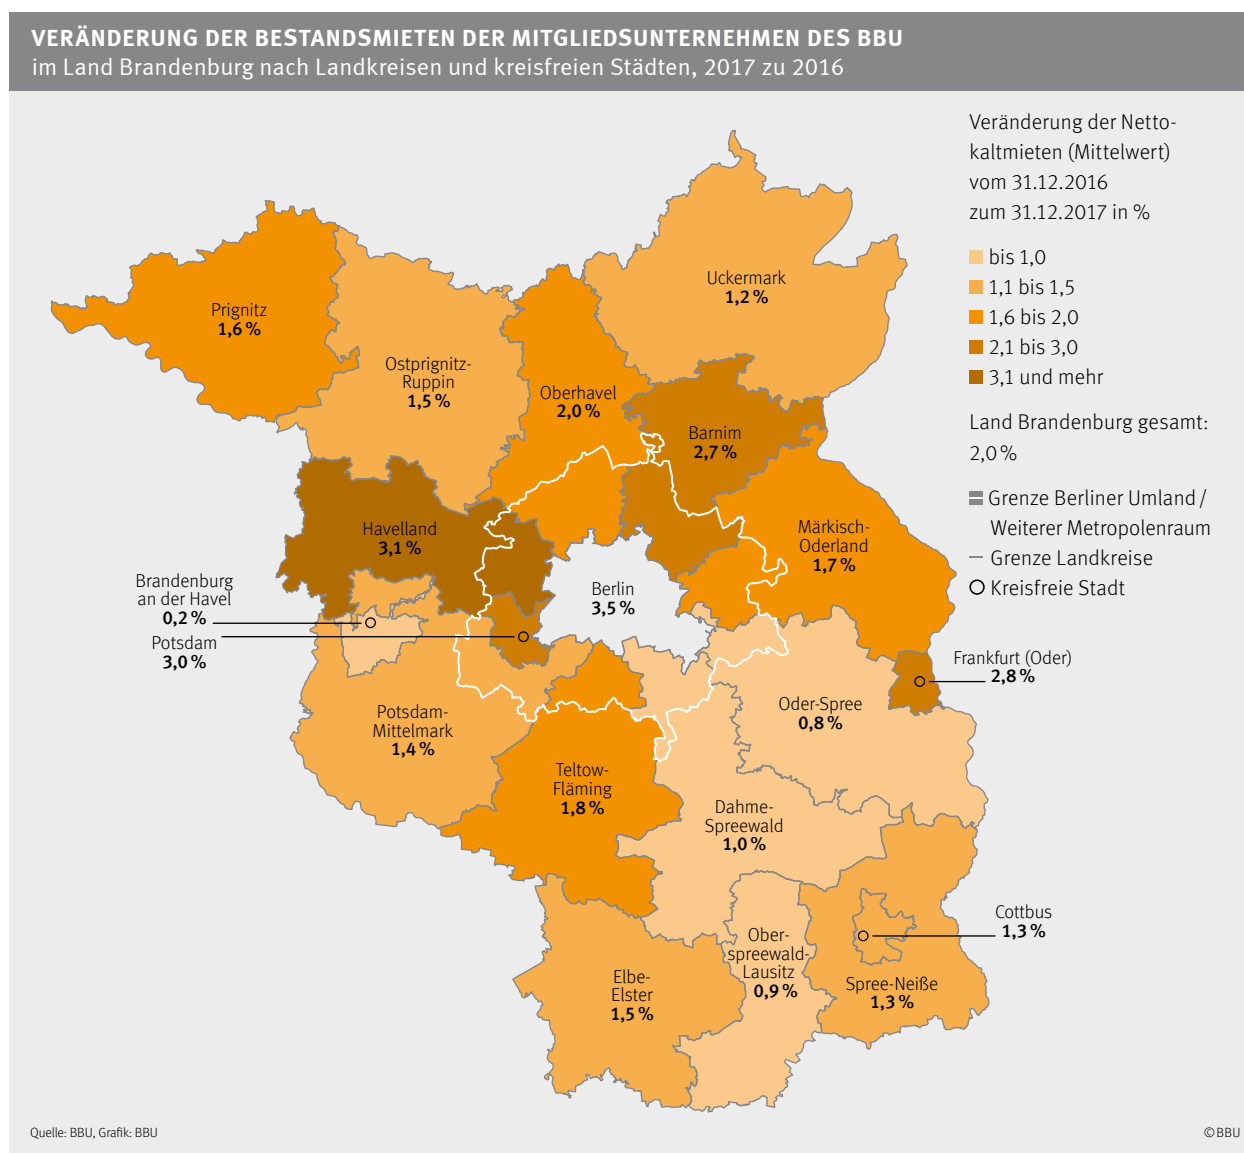 VERÄNDERUNG DER BESTANDSMIETEN DER MITGLIEDSUNTERNEHMEN DES BBU
im Land Brandenburg nach Landkreisen und kreisfreien Städten, 2017 zu 2016
Veränderung der Netto-
kaltmieten (Mittelwert)
vom 31.12.2016
zum 31.12.2017 in %
bis 1,0
1,1 bis 1,5
1,6 bis 2,0
2,1 bis 3,0
3,1 und mehr
Land Brandenburg gesamt:
2,0 %
Grenze Berliner Umland /
Weiterer Metropolenraum
Grenze Landkreise
Kreisfreie Stadt
Uckermark
1,2 %
Prignitz
1,6 %
Ostprignitz-
Ruppin
1,5 %
Oberhavel
2,0 %
Barnim
2,7 %
Havelland
3,1 %
Märkisch-
Oderland
1,7 %
Brandenburg
an der Havel
0,2 %
Berlin
3,5 %
Potsdam
3,0 %
Frankfurt (Oder)
2,8 %
Oder-Spree
0,8 %
Potsdam-
Mittelmark
1,4 %
Teltow-
Fläming
1,8 %
Dahme-
Spreewald
1,0 %
Cottbus
1,3 %
Ober-
spreewald-
Lausitz
0,9 %
Elbe-
Elster
1,5 %
Spree-Neiße
1,3 %
Quelle: BBU, Grafik: BBU
© BBU